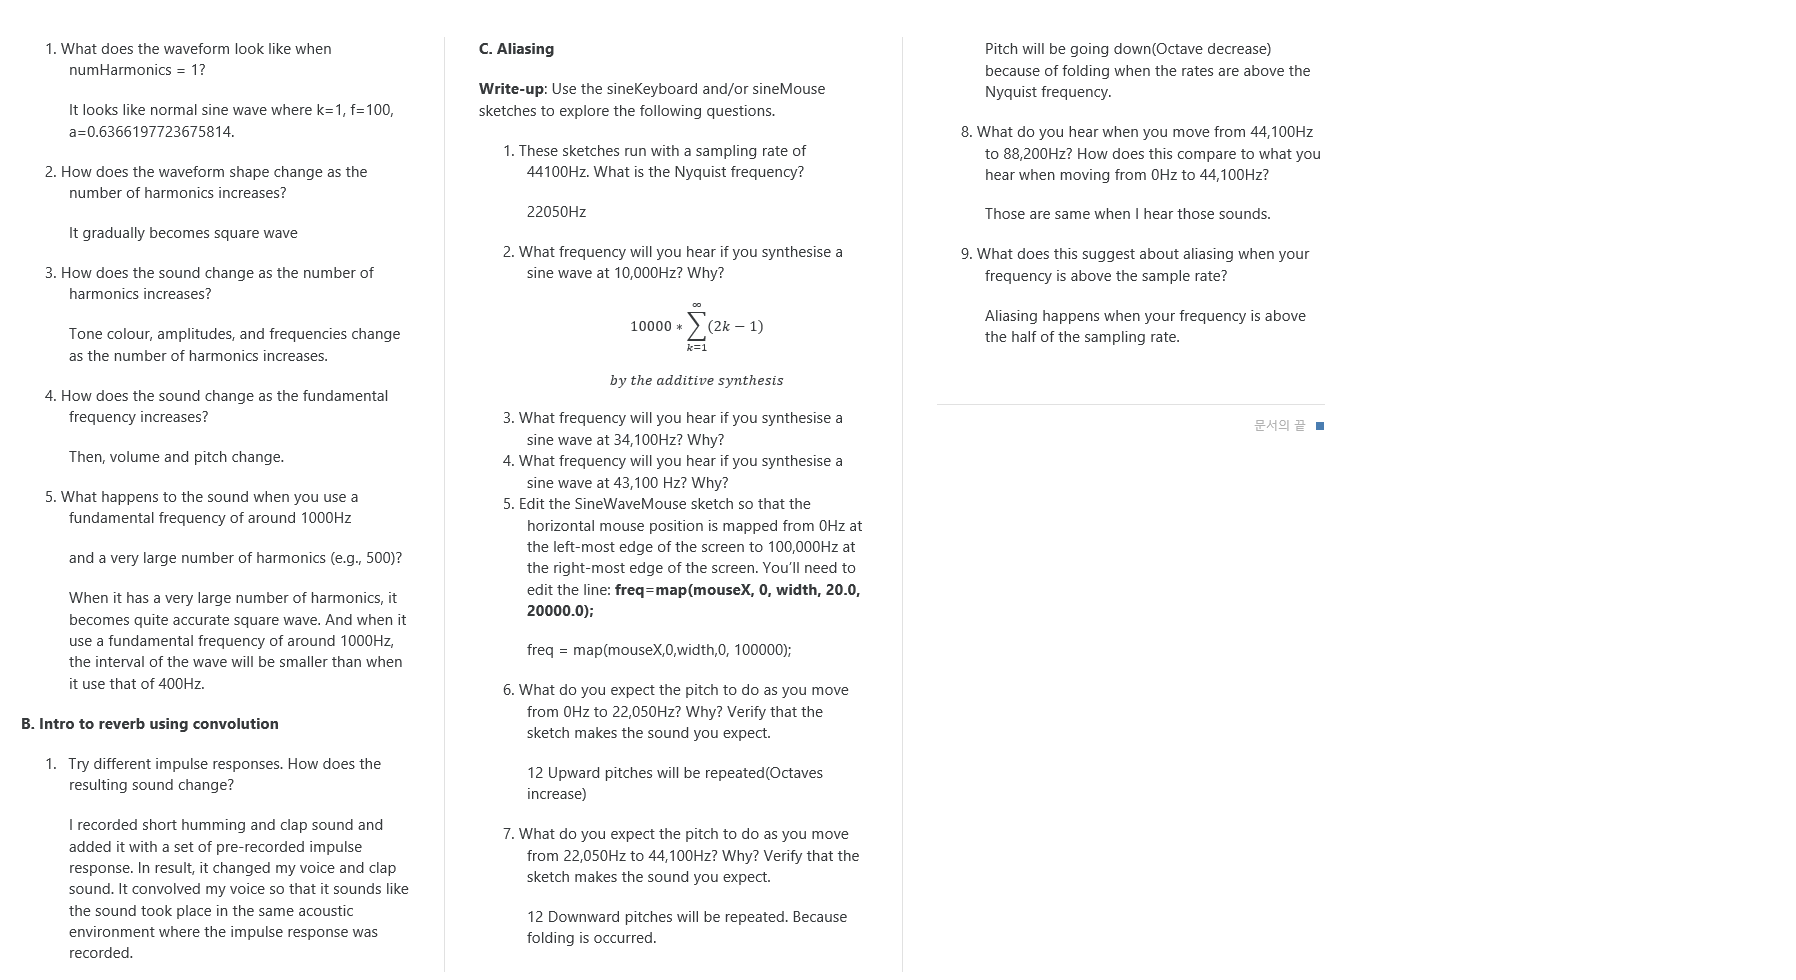 1. What does the waveform look like when
numHarmonics = 1?
It looks like normal sine wave where k=1, f=100,
a=0.6366197723675814.
2. How does the waveform shape change as the
number of harmonics increases?
It gradually becomes square wave
3. How does the sound change as the number of
harmonics increases?
Tone colour, amplitudes, and frequencies change
as the number of harmonics increases.
4. How does the sound change as the fundamental
frequency increases?
Then, volume and pitch change.
5. What happens to the sound when you use a
fundamental frequency of around 1000Hz
and a very large number of harmonics (e.g., 500)?
When it has a very large number of harmonics, it
becomes quite accurate square wave. And when it
use a fundamental frequency of around 1000Hz,
the interval of the wave will be smaller than when
it use that of 400Hz.
B. Intro to reverb using convolution
1. Try different impulse responses. How does the
resulting sound change?
I recorded short humming and clap sound and
added it with a set of pre-recorded impulse
response. In result, it changed my voice and clap
sound. It convolved my voice so that it sounds like
the sound took place in the same acoustic
environment where the impulse response was
recorded.
C. Aliasing
Write-up: Use the sineKeyboard and/or sineMouse
sketches to explore the following questions.
1. These sketches run with a sampling rate of
44100Hz. What is the Nyquist frequency?
22050Hz
2. What frequency will you hear if you synthesise a
sine wave at 10,000Hz? Why?
∞
10000 * ∑ (2k − 1)
k=1
by the additive synthesis
3. What frequency will you hear if you synthesise a
sine wave at 34,100Hz? Why?
4. What frequency will you hear if you synthesise a
sine wave at 43,100 Hz? Why?
5. Edit the SineWaveMouse sketch so that the
horizontal mouse position is mapped from 0Hz at
the left-most edge of the screen to 100,000Hz at
the right-most edge of the screen. You’ll need to
edit the line: freq=map(mouseX, 0, width, 20.0,
20000.0);
freq = map(mouseX,0,width,0, 100000);
6. What do you expect the pitch to do as you move
from 0Hz to 22,050Hz? Why? Verify that the
sketch makes the sound you expect.
12 Upward pitches will be repeated(Octaves
increase)
7. What do you expect the pitch to do as you move
from 22,050Hz to 44,100Hz? Why? Verify that the
sketch makes the sound you expect.
12 Downward pitches will be repeated. Because
folding is occurred.
Pitch will be going down(Octave decrease)
because of folding when the rates are above the
Nyquist frequency.
8. What do you hear when you move from 44,100Hz
to 88,200Hz? How does this compare to what you
hear when moving from 0Hz to 44,100Hz?
Those are same when I hear those sounds.
9. What does this suggest about aliasing when your
frequency is above the sample rate?
Aliasing happens when your frequency is above
the half of the sampling rate.
문서의 끝